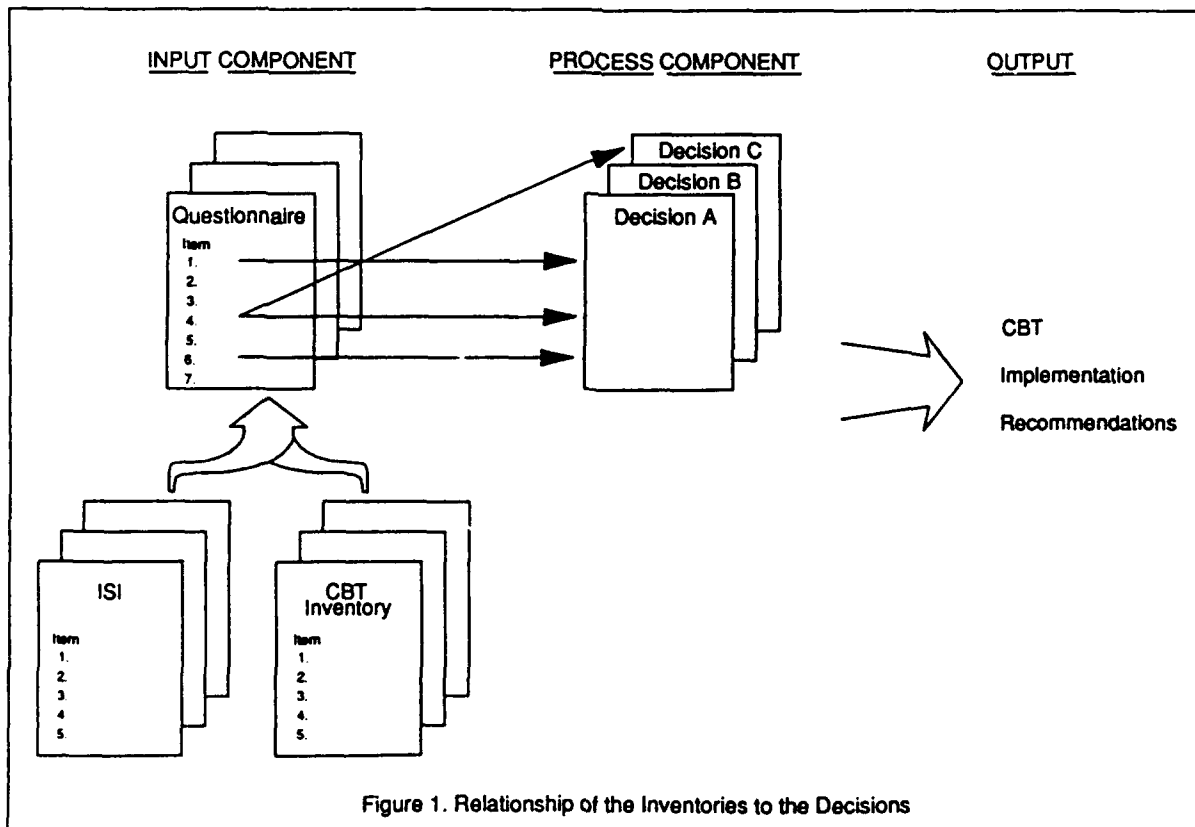 INPUT COMPONENT
PROCESS COMPONENT
OUTPUT
Questionnaire
Item
1.
2.
3.
4.
5.
6.
7.
Decision C
Decision B
Decision A
CBT
Implementation
Recommendations
ISI
Item
1.
2.
3.
4
5.
CBT
Inventory
Item
1.
2.
3.
4.
5.
Figure 1. Relationship of the Inventories to the Decisions